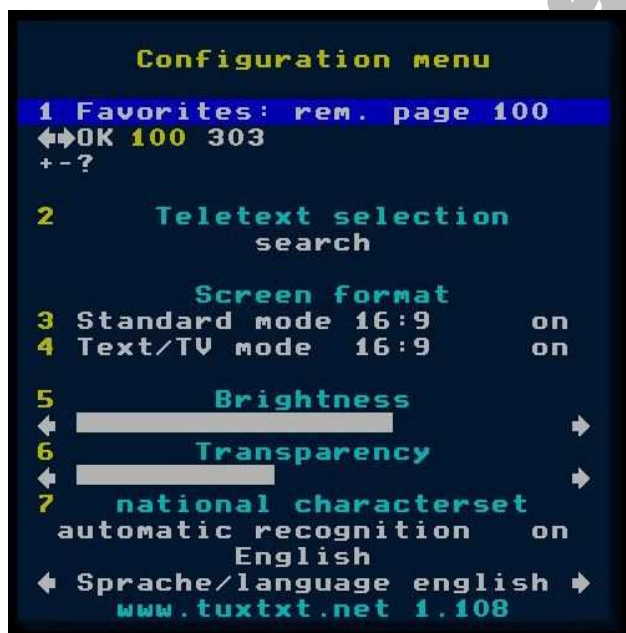 Configuration menu
1 Favorites: rem. page 100
OK 100 303
+-?
2 Teletext selection
search
Screen format
3 Standard mode 16:9 on
4 Text/TV mode 16:9 on
5 Brightness
6 Transparency
7 national characterset
automatic recognition on
English
Sprache/language english
www.tuxtxt.net 1.108